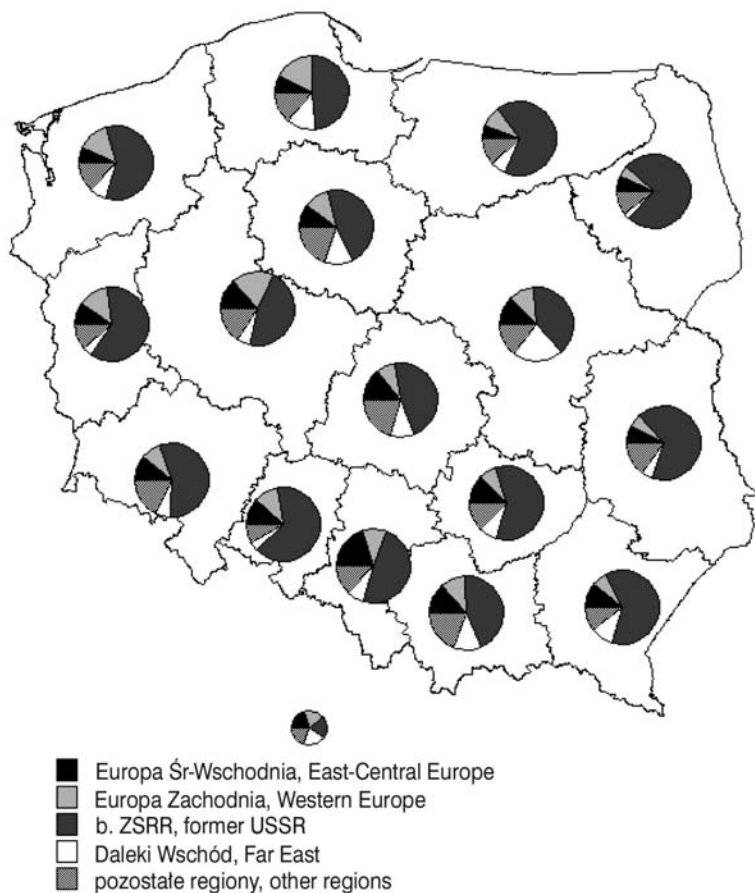 Europa Śr-Wschodnia, East-Central Europe
Europa Zachodnia, Western Europe
b. ZSRR, former USSR
Daleki Wschód, Far East
pozostałe regiony, other regions